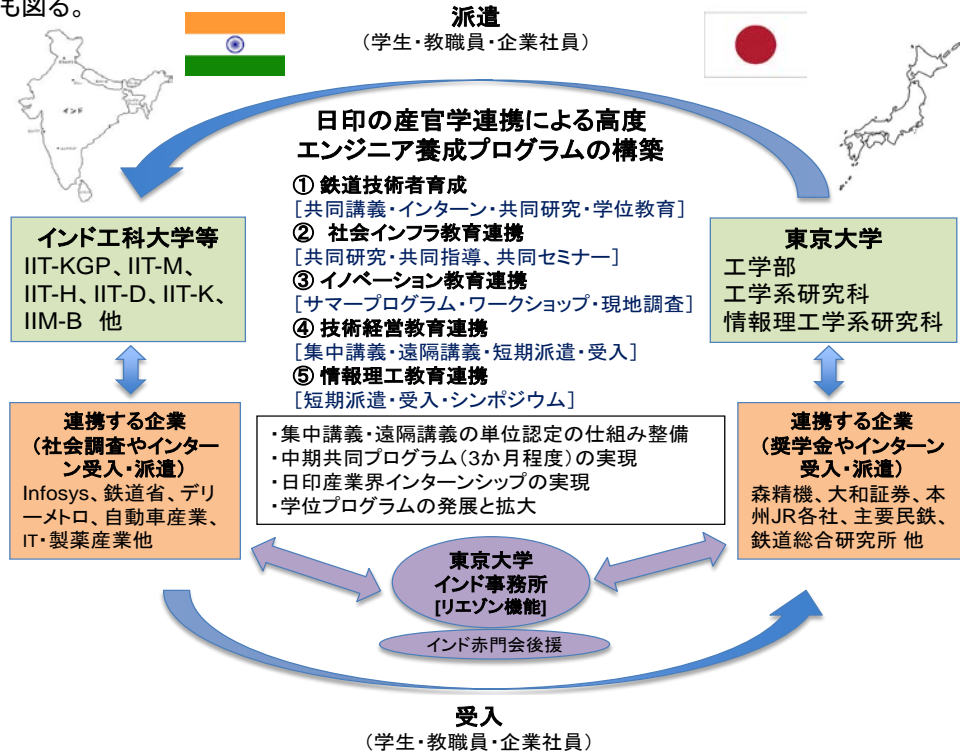 も図る。
派遣
(学生・教職員・企業社員)
インド
日印の産官学連携による高度
エンジニア養成プログラムの構築
① 鉄道技術者育成
[共同講義・インターン・共同研究・学位教育]
② 社会インフラ教育連携
[共同研究・共同指導、共同セミナー]
③ イノベーション教育連携
[サマープログラム・ワークショップ・現地調査]
④ 技術経営教育連携
[集中講義・遠隔講義・短期派遣・受入]
⑤ 情報理工教育連携
[短期派遣・受入・シンポジウム]
インド工科大学等
IIT-KGP、IIT-M、
IIT-H、IIT-D、IIT-K、
IIM-B 他
東京大学
工学部
工学系研究科
情報理工学系研究科
連携する企業
(社会調査やインター
ン受入・派遣)
Infosys、鉄道省、デリ
ーメトロ、自動車産業、
IT・製薬産業他
・集中講義・遠隔講義の単位認定の仕組み整備
・中期共同プログラム(3か月程度)の実現
・日印産業界インターンシップの実現
・学位プログラムの発展と拡大
連携する企業
(奨学金やインターン
受入・派遣)
森精機、大和証券、本
州JR各社、主要民鉄、
鉄道総合研究所 他
東京大学
インド事務所
[リエゾン機能]
インド赤門会後援
受入
(学生・教職員・企業社員)